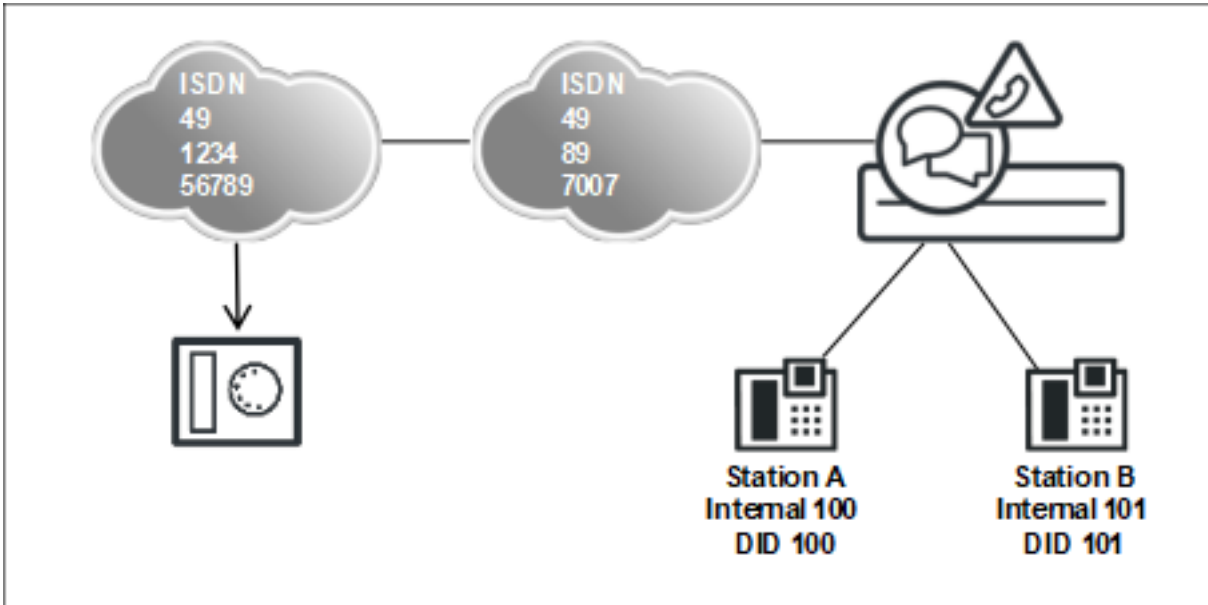 ISDN
49
1234
56789
ISDN
49
89
7007
Station A
Internal 100
DID 100
Station B
Internal 101
DID 101